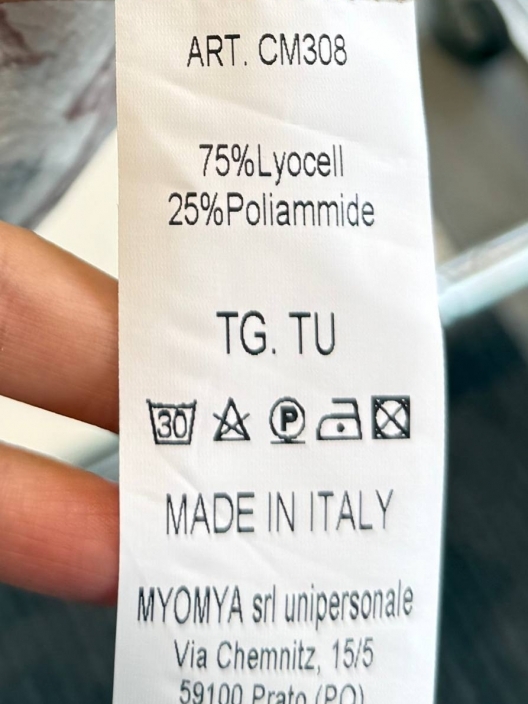 ART. CM308
75%Lyocell
25%Poliammide
TG. TU
30 P
MADE IN ITALY
MYOMYA srl unipersonale
Via Chemnitz, 15/5
59100 Prato (PO)